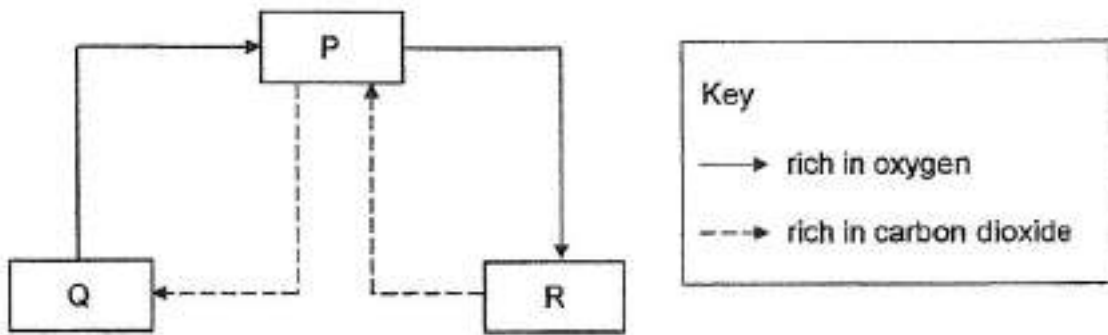 P
Key
rich in oxygen
rich in carbon dioxide
Q
R